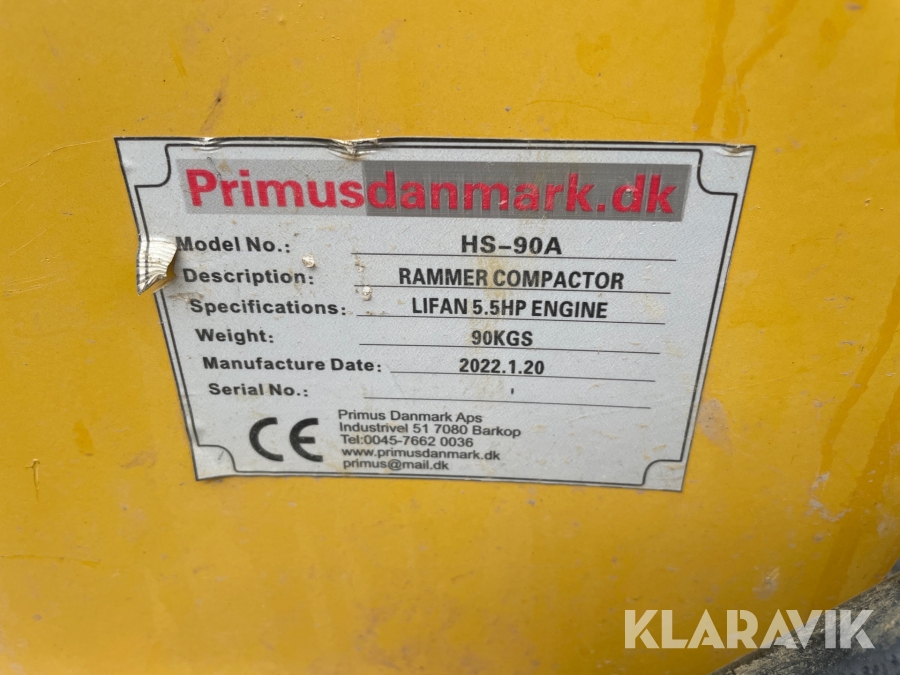 Primusdanmark.dk
Model No.: HS-90A
Description: RAMMER COMPACTOR
Specifications: LIFAN 5.5HP ENGINE
Weight: 90KGS
Manufacture Date: 2022.1.20
Serial No.:
CE
Primus Danmark Aps
Industrivel 51 7080 Barkop
Tel:0045-7662 0036
www.primusdanmark.dk
primus@mail.dk
KLARAVIK